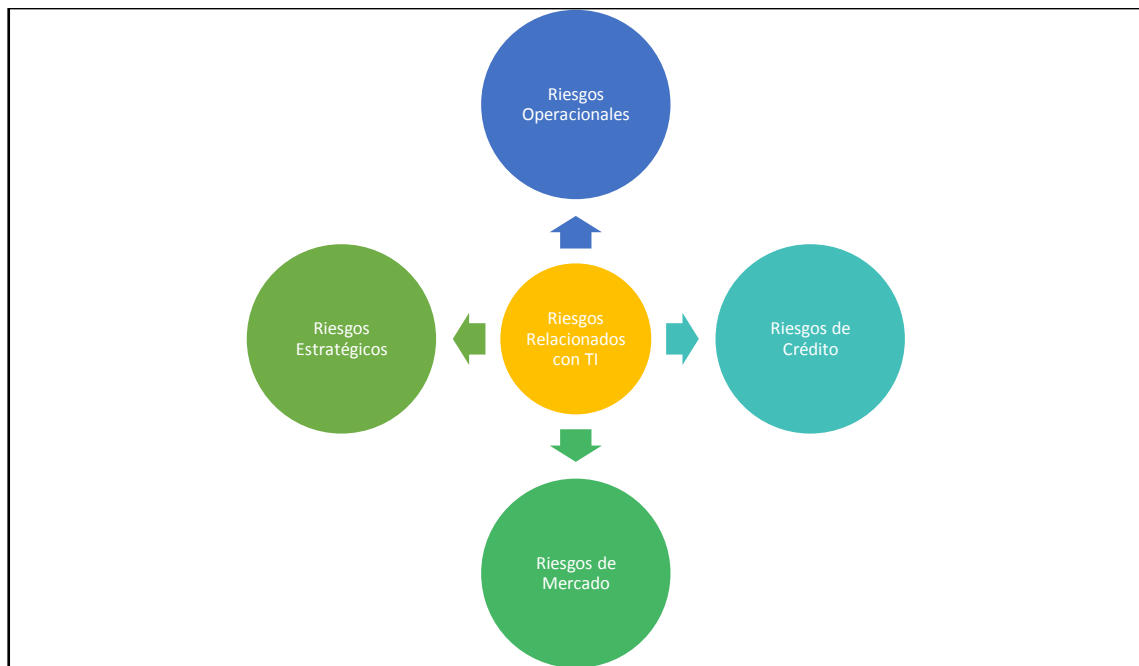 Riesgos
Operacionales
Riesgos
Estratégicos
Riesgos
Relacionados
con TI
Riesgos de
Crédito
Riesgos de
Mercado